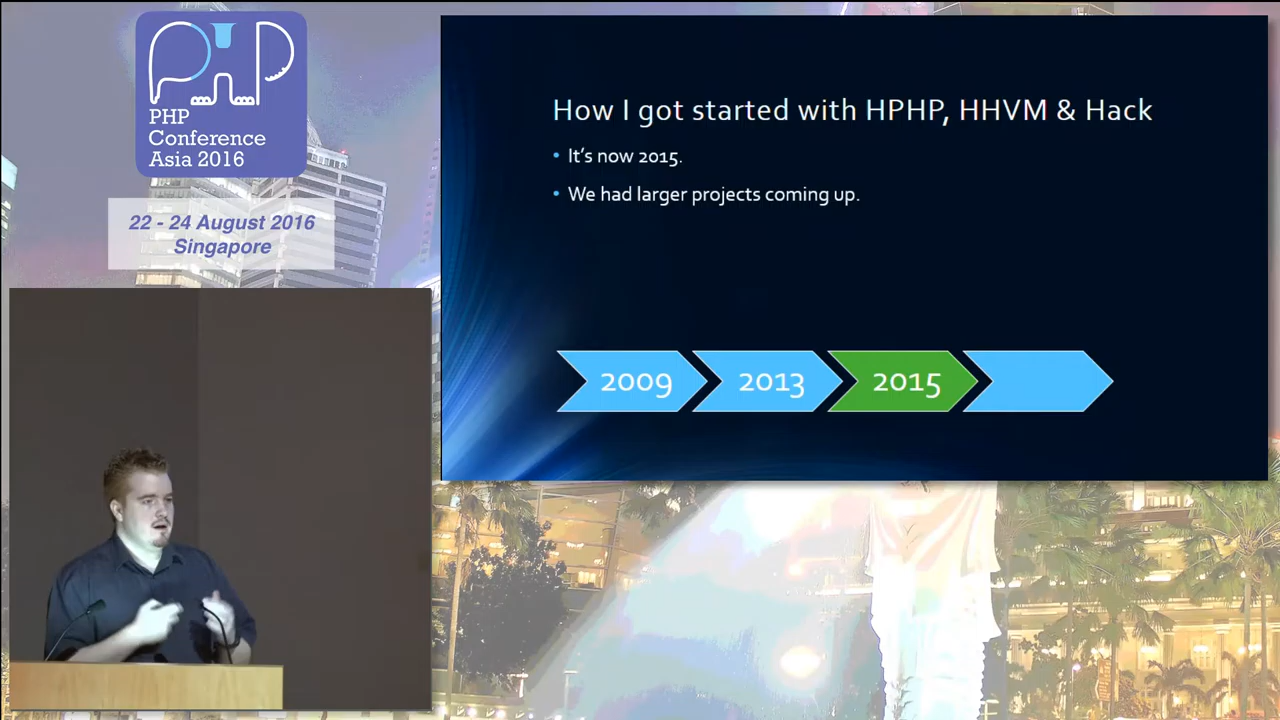 PHP
Conference
Asia 2016
22 - 24 August 2016
Singapore
How I got started with HPHP, HHVM & Hack
• It's now 2015.
• We had larger projects coming up.
2009
2013
2015